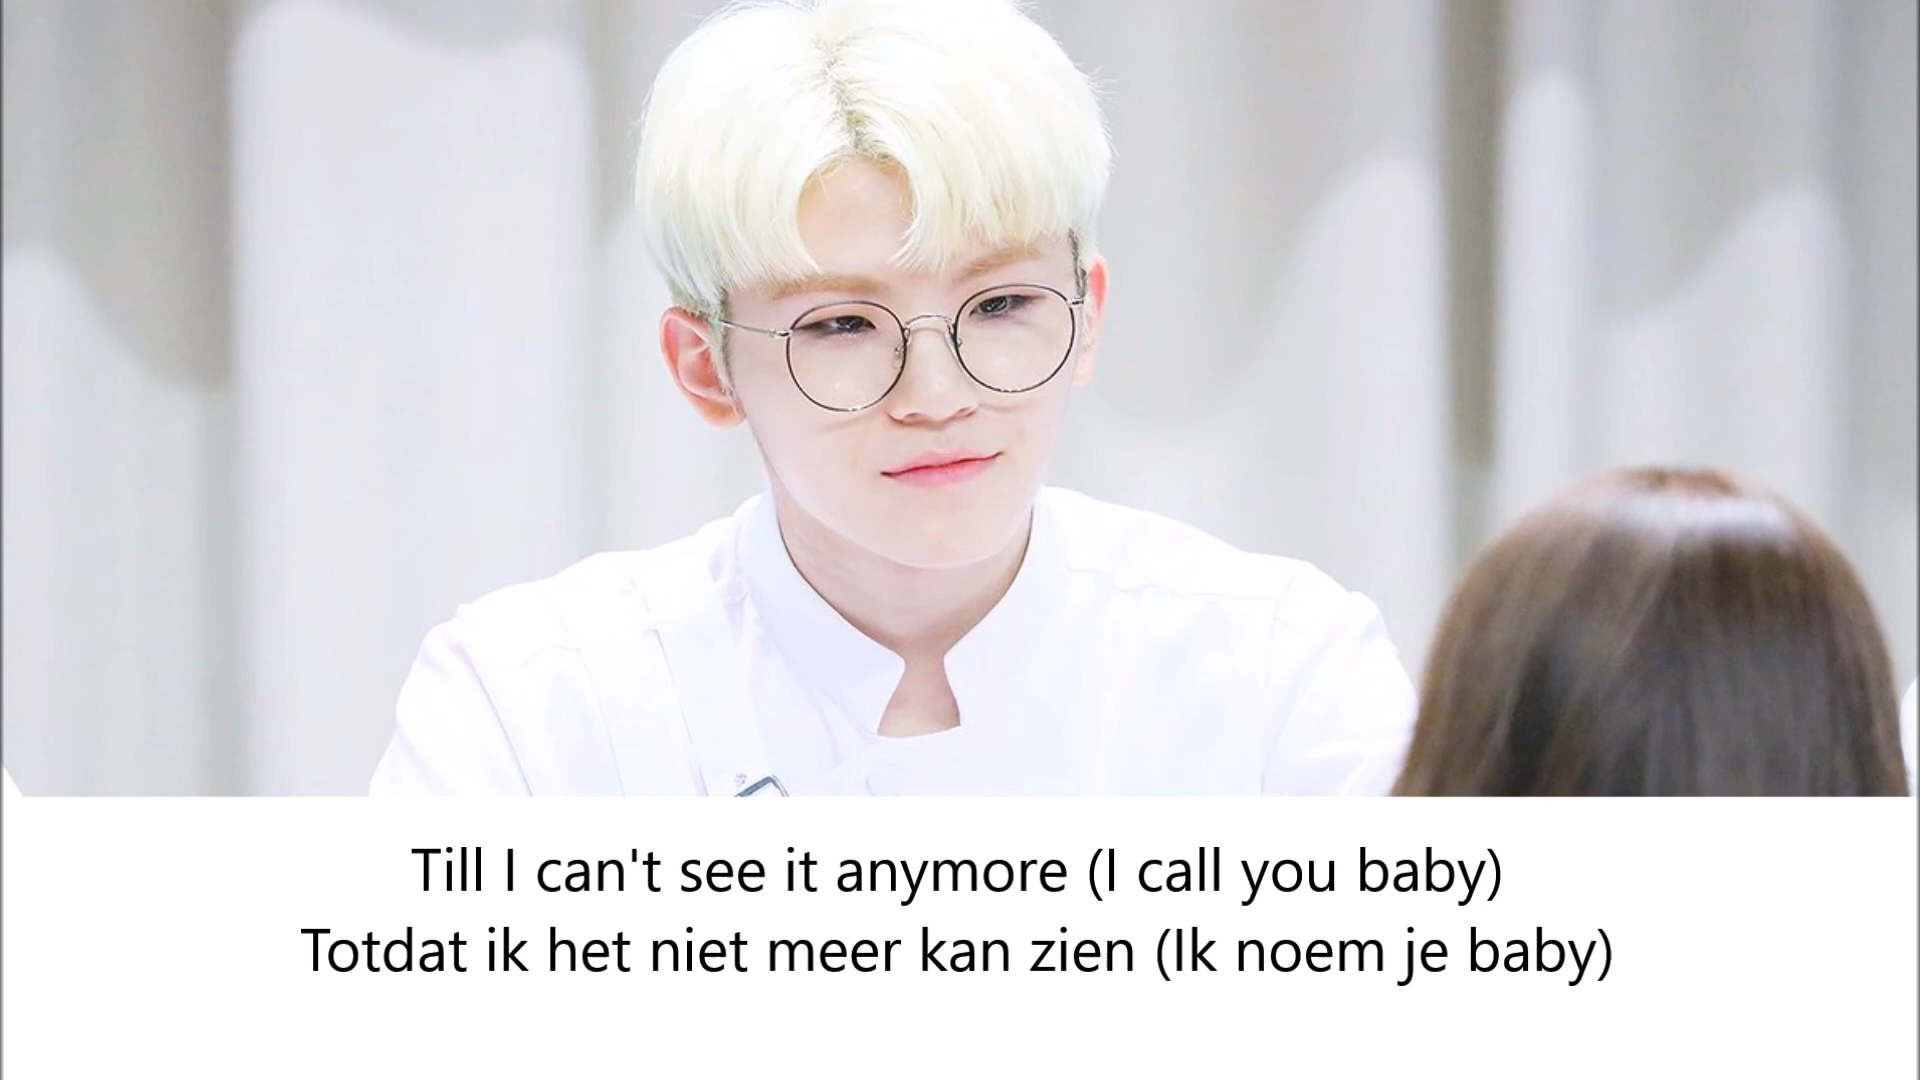 Till I can't see it anymore (I call you baby)
Totdat ik het niet meer kan zien (Ik noem je baby)